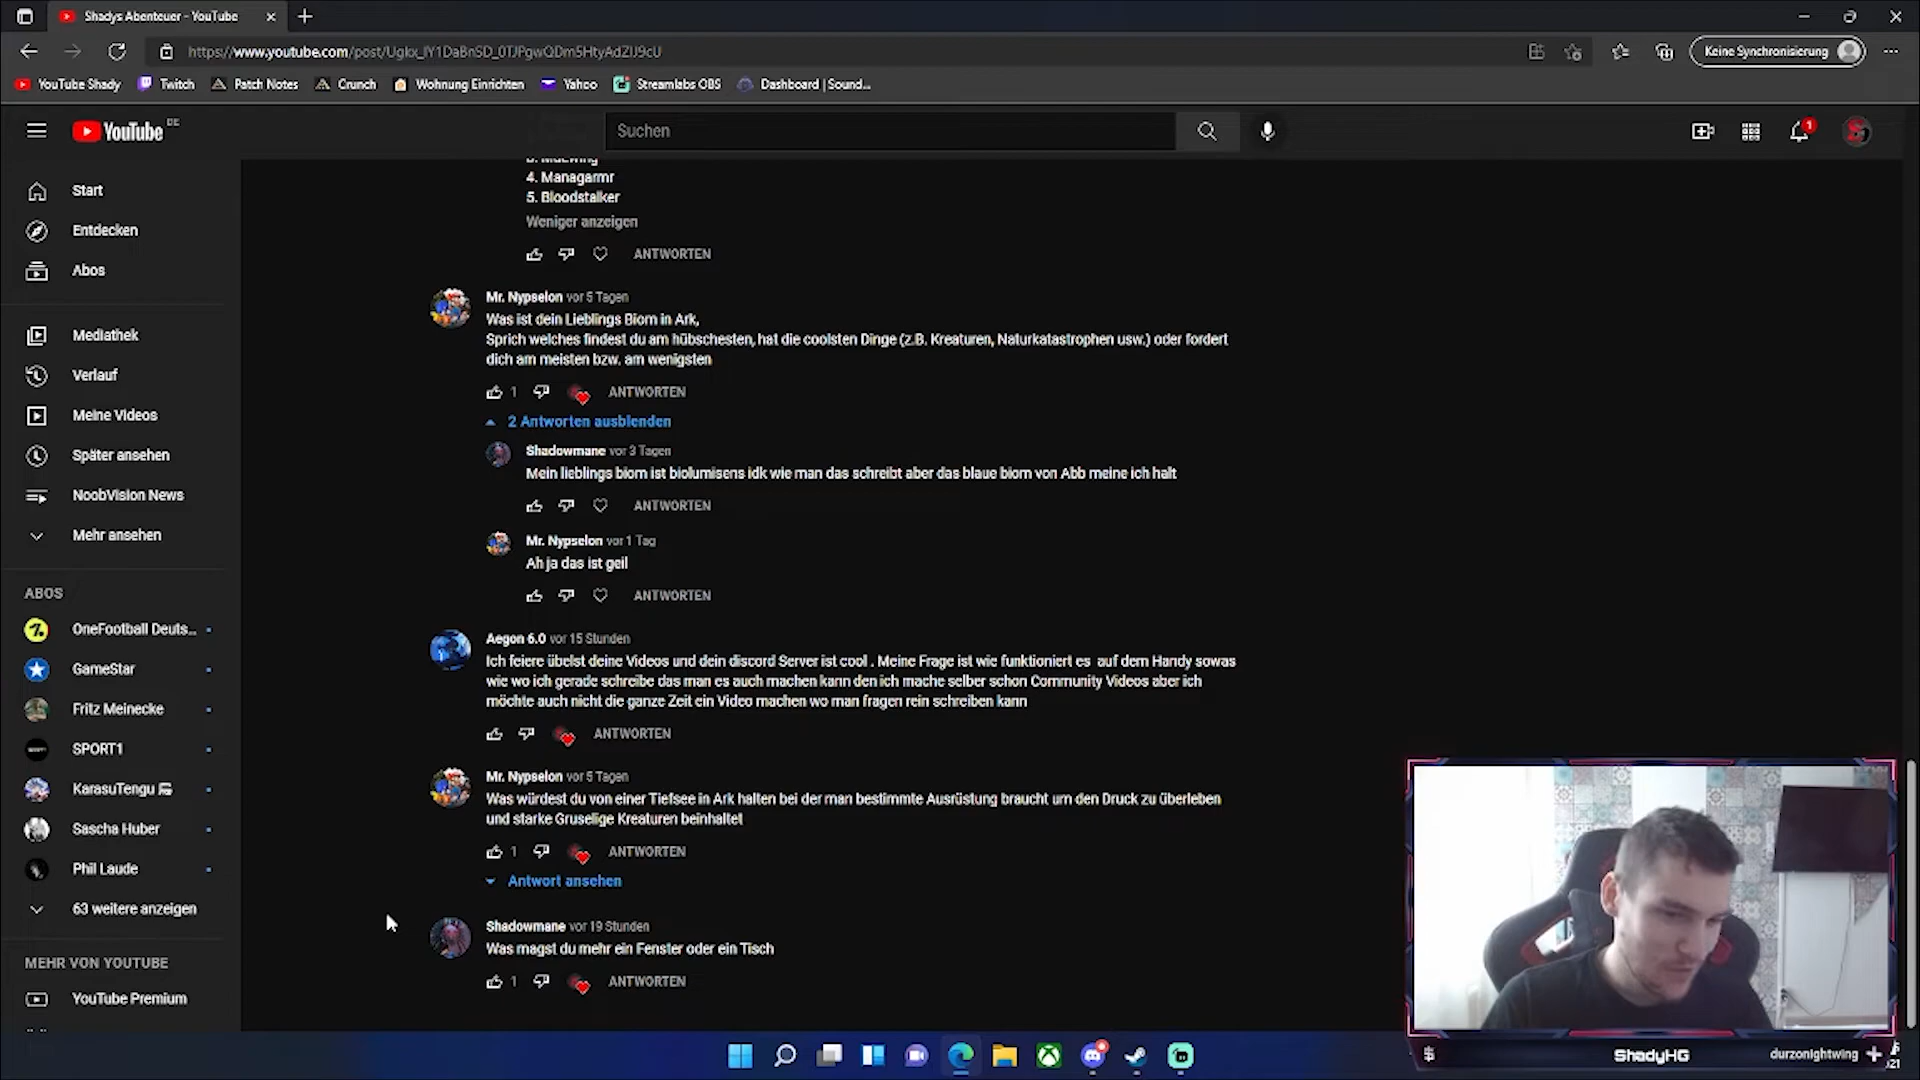 Shadys Abenteuer - YouTube
https://www.youtube.com/post/Ugkx_lY1DaBnSD_0TJPgwQDm5HtyAdZlJ9cU
Keine Synchronisierung
YouTube Shady
Twitch
Patch Notes
Crunch
Wohnung Einrichten
Yahoo
Streamlabs OBS
Dashboard | Sound...
YouTube DE
Suchen
1
Start
Entdecken
Abos
Mediathek
Verlauf
Meine Videos
Später ansehen
NoobVision News
Mehr ansehen
ABOS
OneFootball Deuts...
GameStar
Fritz Meinecke
SPORT1
KarasuTengu
Sascha Huber
Phil Laude
63 weitere anzeigen
MEHR VON YOUTUBE
YouTube Premium
4. Managarmr
5. Bloodstalker
Weniger anzeigen
ANTWORTEN
Mr. Nypselon vor 5 Tagen
Was ist dein Lieblings Biom in Ark,
Sprich welches findest du am hübschesten, hat die coolsten Dinge (z.B. Kreaturen, Naturkatastrophen usw.) oder fordert
dich am meisten bzw. am wenigsten
1 ANTWORTEN
2 Antworten ausblenden
Shadowmane vor 3 Tagen
Mein lieblings biom ist biolumisens idk wie man das schreibt aber das blaue biom von Abb meine ich halt
ANTWORTEN
Mr. Nypselon vor 1 Tag
Ah ja das ist geil
ANTWORTEN
Aegon 6.0 vor 15 Stunden
Ich feiere übelst deine Videos und dein discord Server ist cool . Meine Frage ist wie funktioniert es auf dem Handy sowas
wie wo ich gerade schreibe das man es auch machen kann den ich mache selber schon Community Videos aber ich
möchte auch nicht die ganze Zeit ein Video machen wo man fragen rein schreiben kann
ANTWORTEN
Mr. Nypselon vor 5 Tagen
Was würdest du von einer Tiefsee in Ark halten bei der man bestimmte Ausrüstung braucht um den Druck zu überleben
und starke Gruselige Kreaturen beinhaltet
1 ANTWORTEN
Antwort ansehen
Shadowmane vor 19 Stunden
Was magst du mehr ein Fenster oder ein Tisch
1 ANTWORTEN
$ ShadyHG durzonightwing